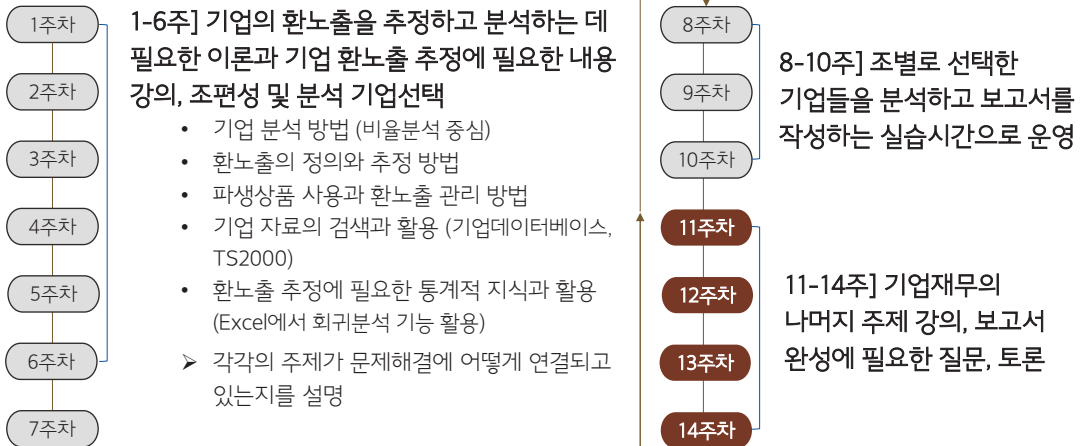 1주차
2주차
3주차
4주차
5주차
6주차
7주차
1-6주] 기업의 환노출을 추정하고 분석하는 데
필요한 이론과 기업 환노출 추정에 필요한 내용
강의, 조편성 및 분석 기업선택
• 기업 분석 방법 (비율분석 중심)
• 환노출의 정의와 추정 방법
• 파생상품 사용과 환노출 관리 방법
• 기업 자료의 검색과 활용 (기업데이터베이스,
TS2000)
• 환노출 추정에 필요한 통계적 지식과 활용
(Excel에서 회귀분석 기능 활용)
➢ 각각의 주제가 문제해결에 어떻게 연결되고
있는지를 설명
8주차
9주차
10주차
11주차
12주차
13주차
14주차
8-10주] 조별로 선택한
기업들을 분석하고 보고서를
작성하는 실습시간으로 운영
11-14주] 기업재무의
나머지 주제 강의, 보고서
완성에 필요한 질문, 토론